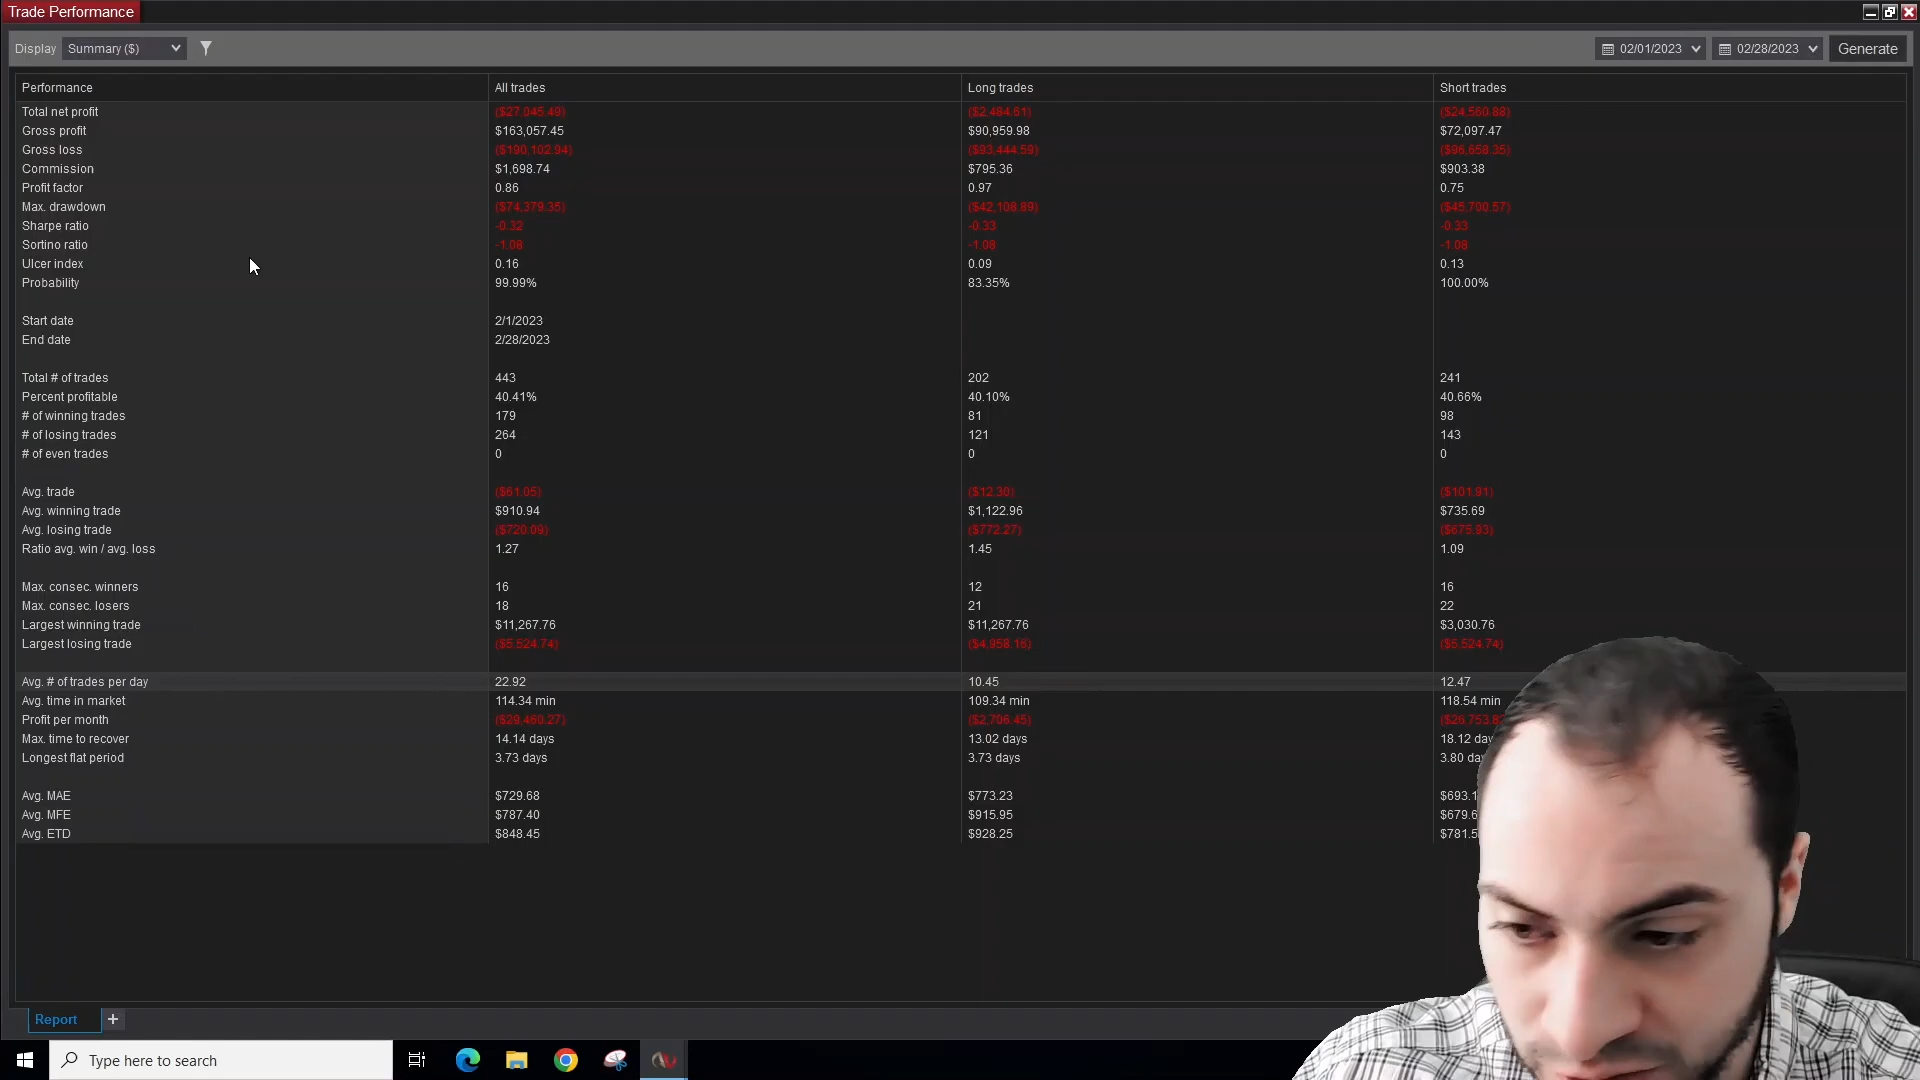 Trade Performance
Display Summary ($) 02/01/2023 02/28/2023 Generate
Performance All trades Long trades Short trades
Total net profit ($27,045.49) ($2,484.61) ($24,560.88)
Gross profit $163,057.45 $90,959.98 $72,097.47
Gross loss ($190,102.94) ($93,444.59) ($96,658.35)
Commission $1,698.74 $795.36 $903.38
Profit factor 0.86 0.97 0.75
Max. drawdown ($74,379.35) ($42,108.89) ($45,700.57)
Sharpe ratio -0.32 -0.33 -0.33
Sortino ratio -1.08 -1.08 -1.08
Ulcer index 0.16 0.09 0.13
Probability 99.99% 83.35% 100.00%
Start date 2/1/2023
End date 2/28/2023
Total # of trades 443 202 241
Percent profitable 40.41% 40.10% 40.66%
# of winning trades 179 81 98
# of losing trades 264 121 143
# of even trades 0 0 0
Avg. trade ($61.05) ($12.30) ($101.91)
Avg. winning trade $910.94 $1,122.96 $735.69
Avg. losing trade ($720.09) ($772.27) ($675.93)
Ratio avg. win / avg. loss 1.27 1.45 1.09
Max. consec. winners 16 12 16
Max. consec. losers 18 21 22
Largest winning trade $11,267.76 $11,267.76 $3,030.76
Largest losing trade ($5,524.74) ($4,958.16) ($5,524.74)
Avg. # of trades per day 22.92 10.45 12.47
Avg. time in market 114.34 min 109.34 min 118.54 min
Profit per month ($29,460.27) ($2,706.45)
Max. time to recover 14.14 days 13.02 days 18.12
Longest flat period 3.73 days 3.73 days 3.80
Avg. MAE $729.68 $773.23
Avg. MFE $787.40 $915.95
Avg. ETD $848.45 $928.25
Report +
Type here to search